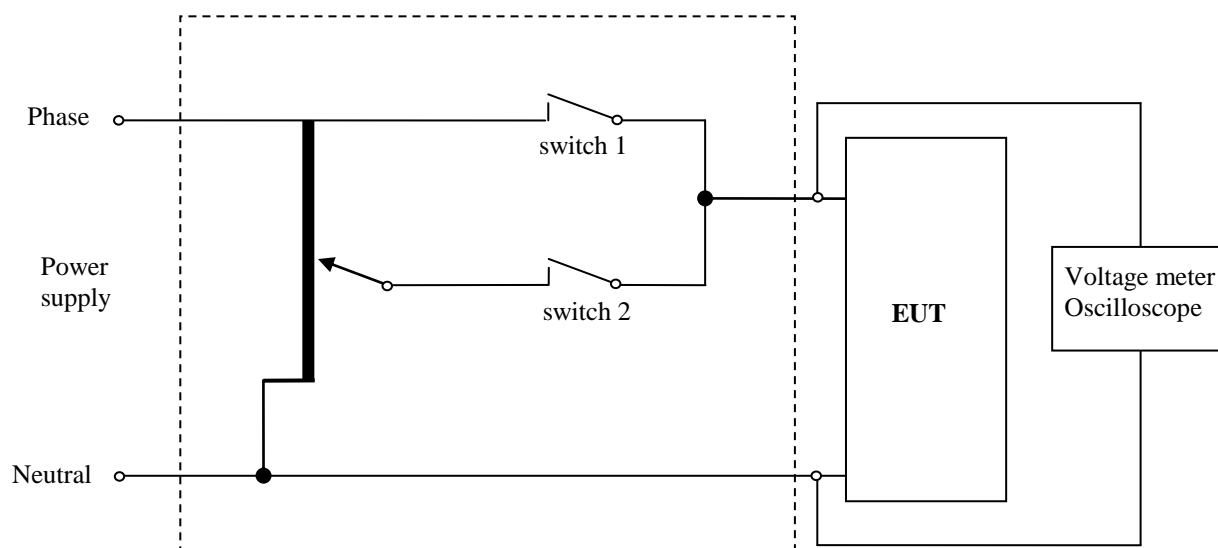 Phase
switch 1
Power
supply
switch 2
EUT
Voltage meter
Oscilloscope
Neutral